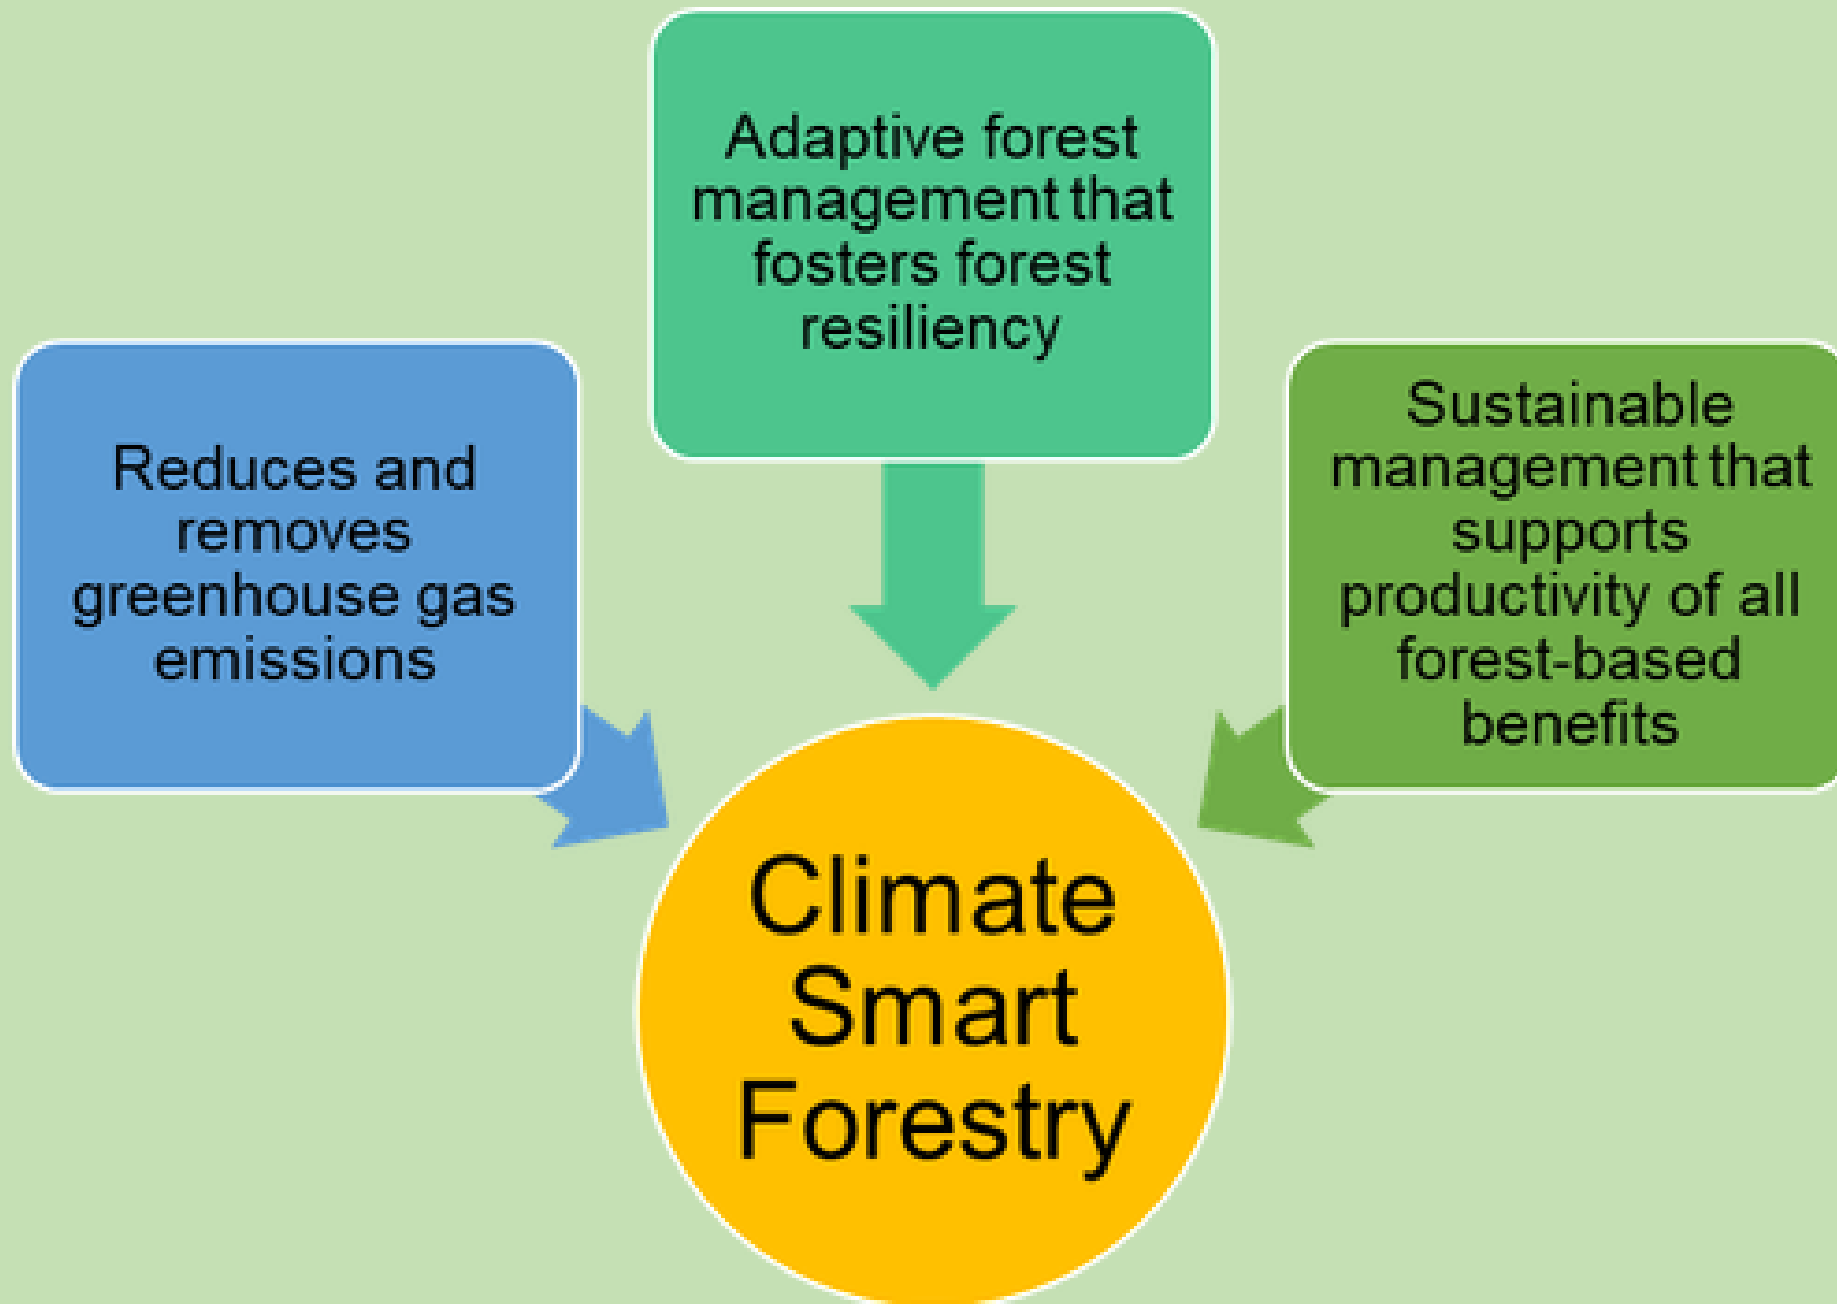 Adaptive forest
management that
fosters forest
resiliency
Reduces and
removes
greenhouse gas
emissions
Sustainable
management that
supports
productivity of all
forest-based
benefits
Climate
Smart
Forestry